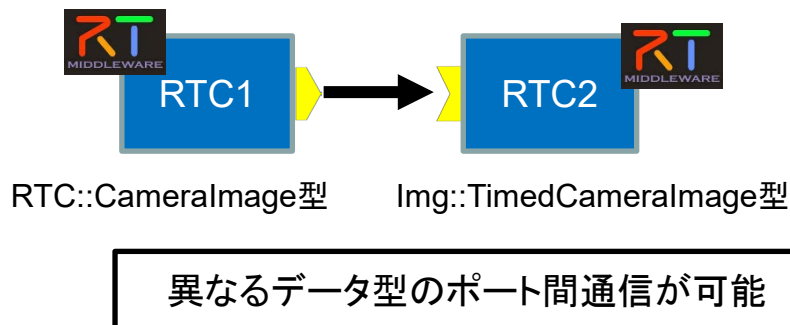 RT
MIDDLEWARE
RT
MIDDLEWARE
RTC1
RTC2
RTC::CameraImage型
Img::TimedCameraImage型
異なるデータ型のポート間通信が可能